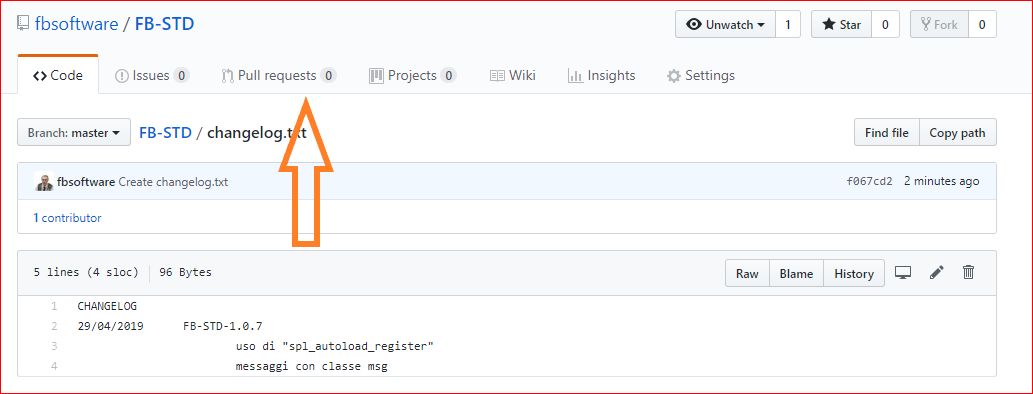 fbsoftware / FB-STD
Unwatch 1 Star 0 Fork 0
Code Issues 0 Pull requests 0 Projects 0 Wiki Insights Settings
Branch: master FB-STD / changelog.txt Find file Copy path
fbsoftware Create changelog.txt f067cd2 2 minutes ago
1 contributor
5 lines (4 sloc) 96 Bytes Raw Blame History
1 CHANGELOG
2 29/04/2019 FB-STD-1.0.7
3 uso di "spl_autoload_register"
4 messaggi con classe msg